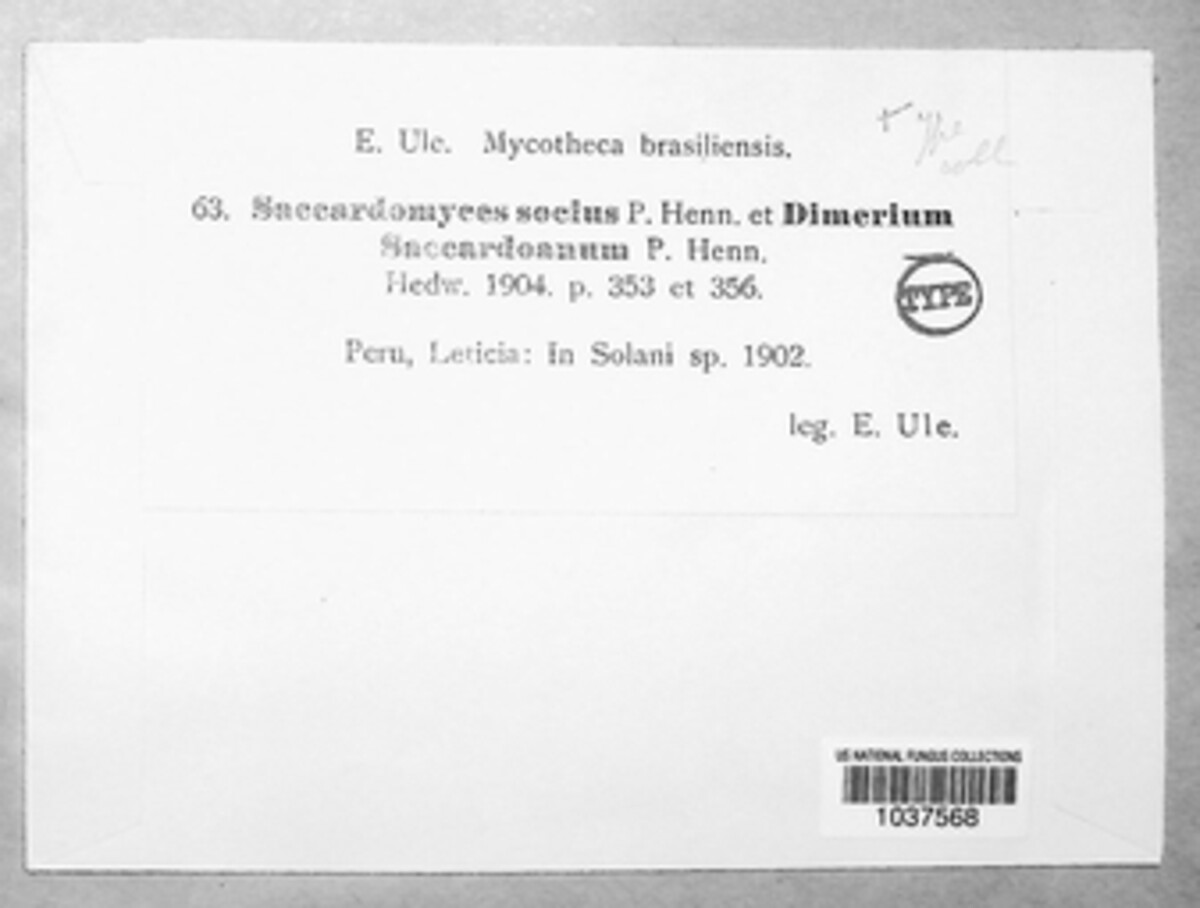 E. Ule. Mycotheca brasiliensis.
63. Saccardomyces socius P. Henn. et Dimerium
Saccardoanum P. Henn.
Hedw. 1904. p. 353 et 356.
TYPE
Peru, Leticia: In Solani sp. 1902.
leg. E. Ule.
US NATIONAL FUNGUS COLLECTIONS
1037568